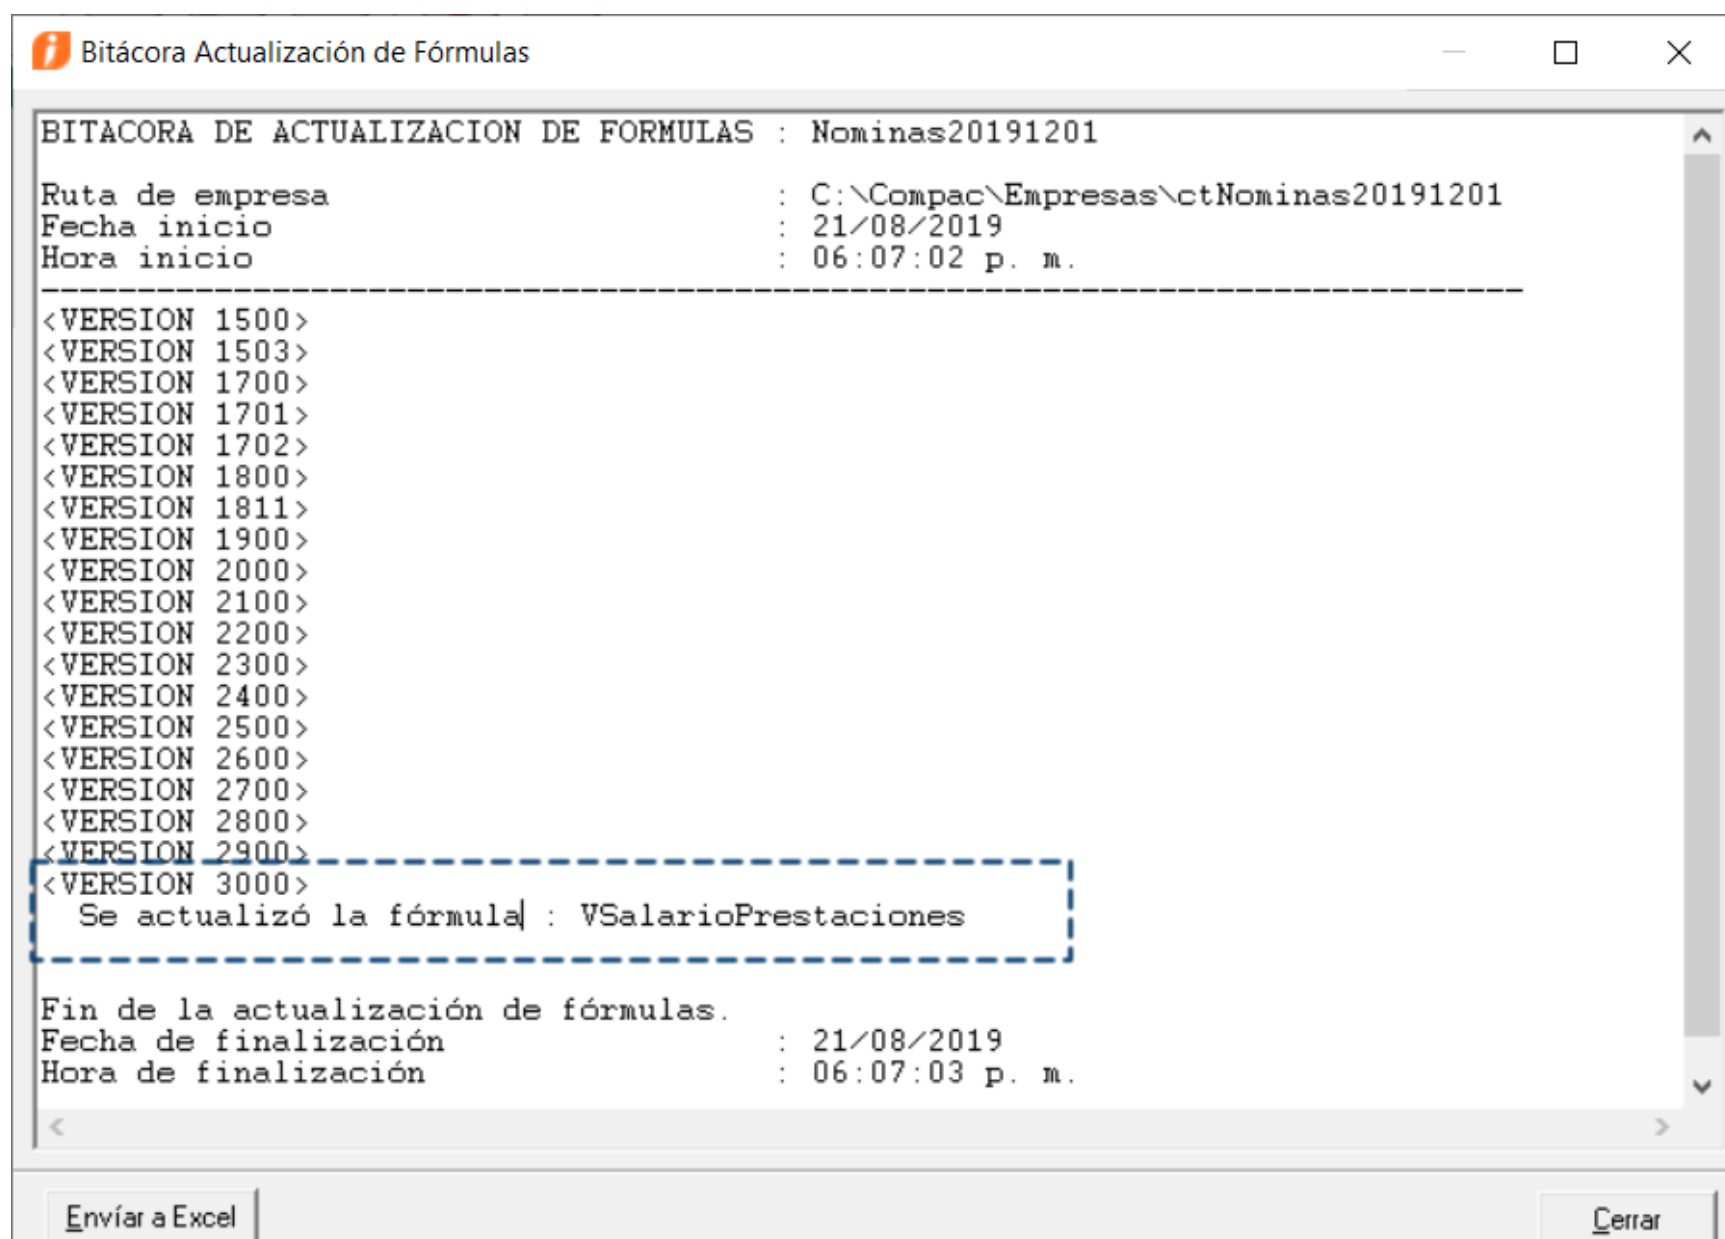 Bitácora Actualización de Fórmulas
BITACORA DE ACTUALIZACION DE FORMULAS : Nominas20191201
Ruta de empresa : C:\Compac\Empresas\ctNominas20191201
Fecha inicio : 21/08/2019
Hora inicio : 06:07:02 p. m.
--------------------------------------------------------------------------------
<VERSION 1500>
<VERSION 1503>
<VERSION 1700>
<VERSION 1701>
<VERSION 1702>
<VERSION 1800>
<VERSION 1811>
<VERSION 1900>
<VERSION 2000>
<VERSION 2100>
<VERSION 2200>
<VERSION 2300>
<VERSION 2400>
<VERSION 2500>
<VERSION 2600>
<VERSION 2700>
<VERSION 2800>
<VERSION 2900>
<VERSION 3000>
Se actualizó la fórmula : VSalarioPrestaciones
Fin de la actualización de fórmulas.
Fecha de finalización : 21/08/2019
Hora de finalización : 06:07:03 p. m.
Envíar a Excel
Cerrar